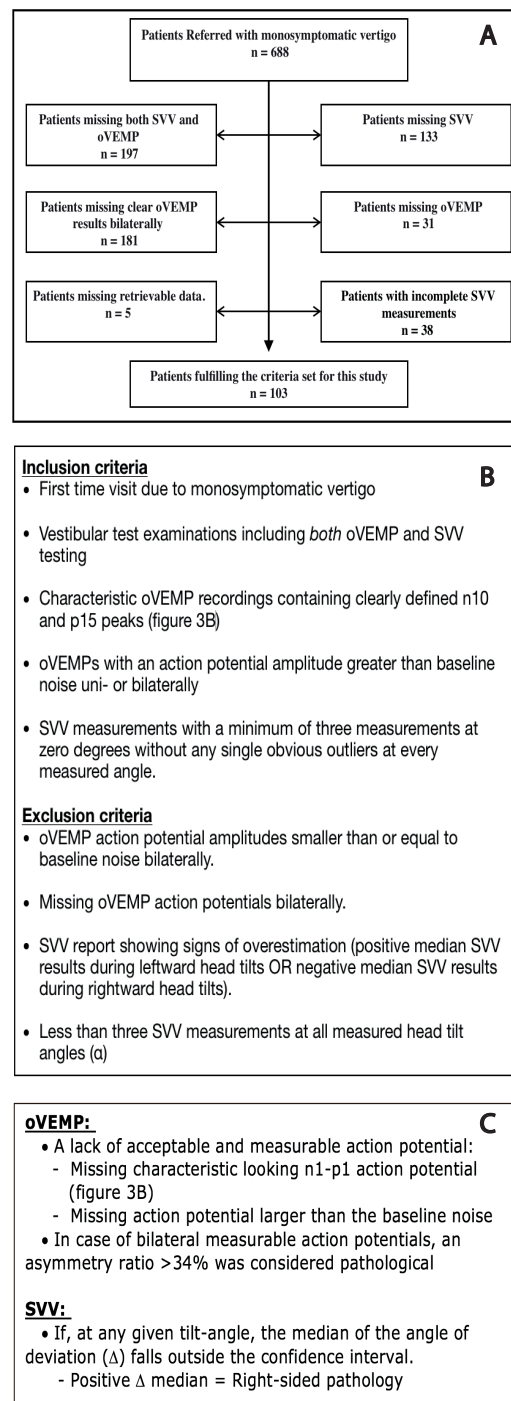 A
Patients Referred with monosymptomatic vertigo
n = 688
Patients missing both SVV and
oVEMP
n = 197
Patients missing SVV
n = 133
Patients missing clear oVEMP
results bilaterally
n = 181
Patients missing oVEMP
n = 31
Patients missing retrievable data.
n = 5
Patients with incomplete SVV
measurements
n = 38
Patients fulfilling the criteria set for this study
n = 103
B
Inclusion criteria
• First time visit due to monosymptomatic vertigo
• Vestibular test examinations including both oVEMP and SVV
testing
• Characteristic oVEMP recordings containing clearly defined n10
and p15 peaks (figure 3B)
• oVEMPs with an action potential amplitude greater than baseline
noise uni- or bilaterally
• SVV measurements with a minimum of three measurements at
zero degrees without any single obvious outliers at every
measured angle.
Exclusion criteria
• oVEMP action potential amplitudes smaller than or equal to
baseline noise bilaterally.
• Missing oVEMP action potentials bilaterally.
• SVV report showing signs of overestimation (positive median SVV
results during leftward head tilts OR negative median SVV results
during rightward head tilts).
• Less than three SVV measurements at all measured head tilt
angles (α)
C
oVEMP:
• A lack of acceptable and measurable action potential:
- Missing characteristic looking n1-p1 action potential
(figure 3B)
- Missing action potential larger than the baseline noise
• In case of bilateral measurable action potentials, an
asymmetry ratio >34% was considered pathological
SVV:
• If, at any given tilt-angle, the median of the angle of
deviation (Δ) falls outside the confidence interval.
- Positive Δ median = Right-sided pathology